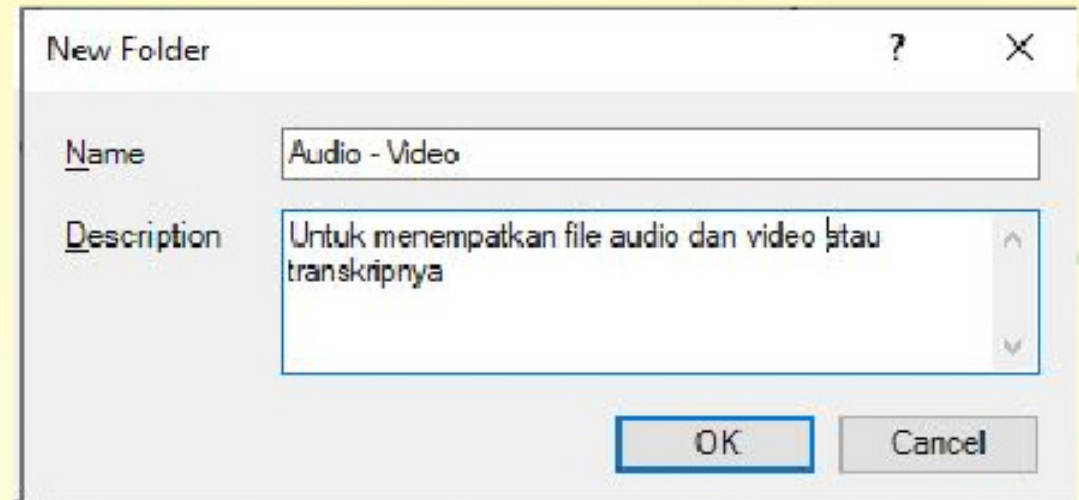 New Folder ?
Name Audio - Video
Description Untuk menempatkan file audio dan video atau
transkripnya
OK Cancel